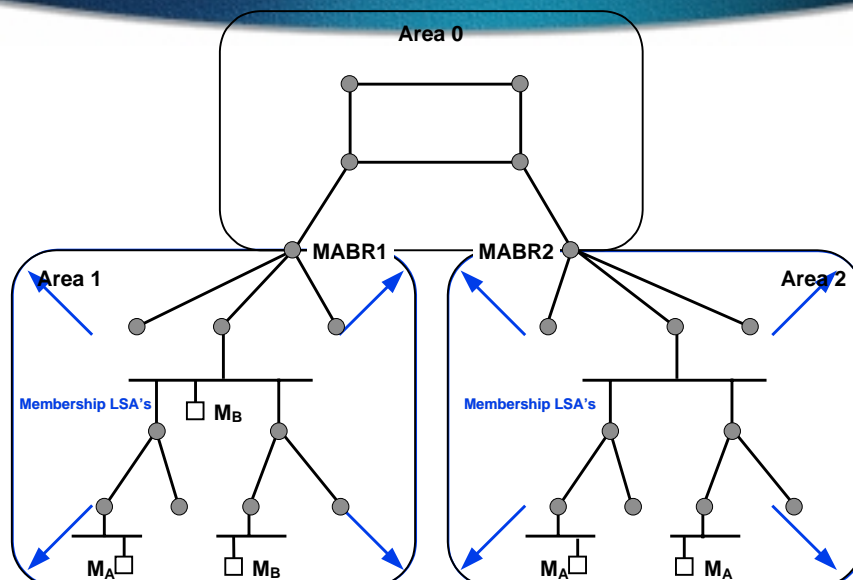 Area 0
MABR1
MABR2
Area 1
Area 2
Membership LSA's
Membership LSA's
MB
MA
MB
MA
MA